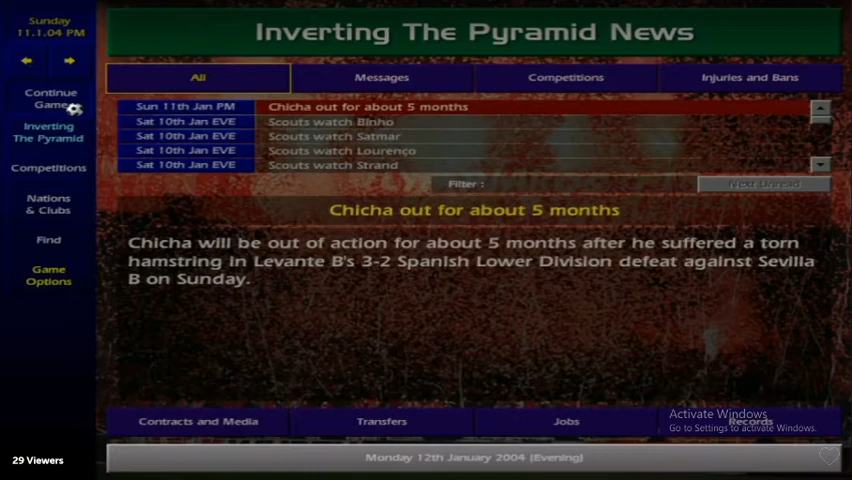 Sunday
11.1.04 PM
Inverting The Pyramid News
All
Messages
Competitions
Injuries and Bans
Continue
Game
Inverting
The Pyramid
Competitions
Nations
& Clubs
Find
Game
Options
Sun 11th Jan PM Chicha out for about 5 months
Sat 10th Jan EVE Scouts watch Binho
Sat 10th Jan EVE Scouts watch Satmar
Sat 10th Jan EVE Scouts watch Lourenço
Sat 10th Jan EVE Scouts watch Strand
Filter :
Next Unread
Chicha out for about 5 months
Chicha will be out of action for about 5 months after he suffered a torn
hamstring in Levante B's 3-2 Spanish Lower Division defeat against Sevilla
B on Sunday.
Contracts and Media
Transfers
Jobs
Records
Activate Windows
Go to Settings to activate Windows.
29 Viewers
Monday 12th January 2004 (Evening)